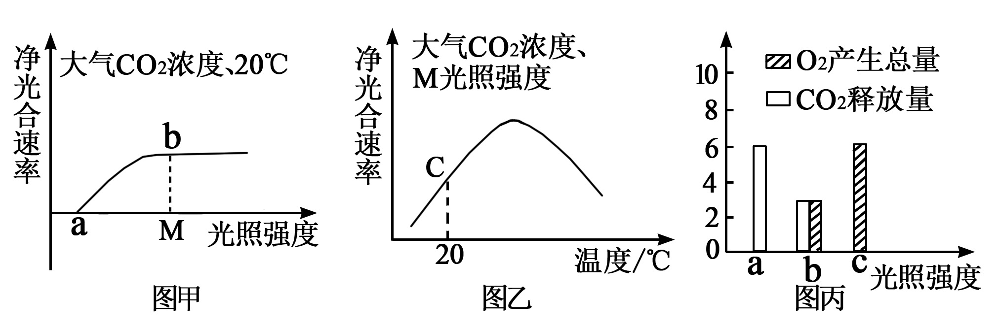 净光合速率
大气CO₂浓度、20℃
b
a
M
光照强度
图甲
净光合速率
大气CO₂浓度、
M光照强度
C
20
温度/℃
图乙
10
8
6
4
2
0
O₂产生总量
CO₂释放量
a
b
c
光照强度
图丙